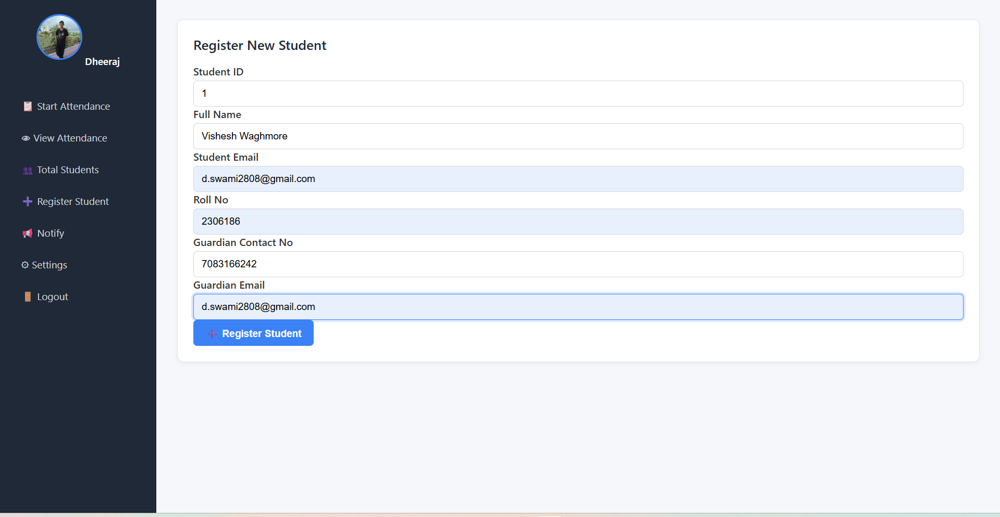 Dheeraj
Start Attendance
View Attendance
Total Students
Register Student
Notify
Settings
Logout
Register New Student
Student ID
1
Full Name
Vishesh Waghmore
Student Email
d.swami2808@gmail.com
Roll No
2306186
Guardian Contact No
7083166242
Guardian Email
d.swami2808@gmail.com
Register Student